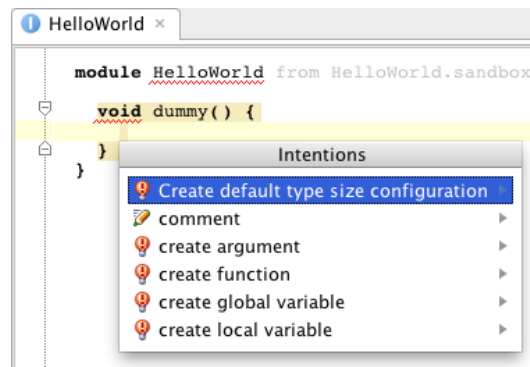 HelloWorld ×
module HelloWorld from HelloWorld.sandbox
void dummy() {
}
}
Intentions
Create default type size configuration
comment
create argument
create function
create global variable
create local variable